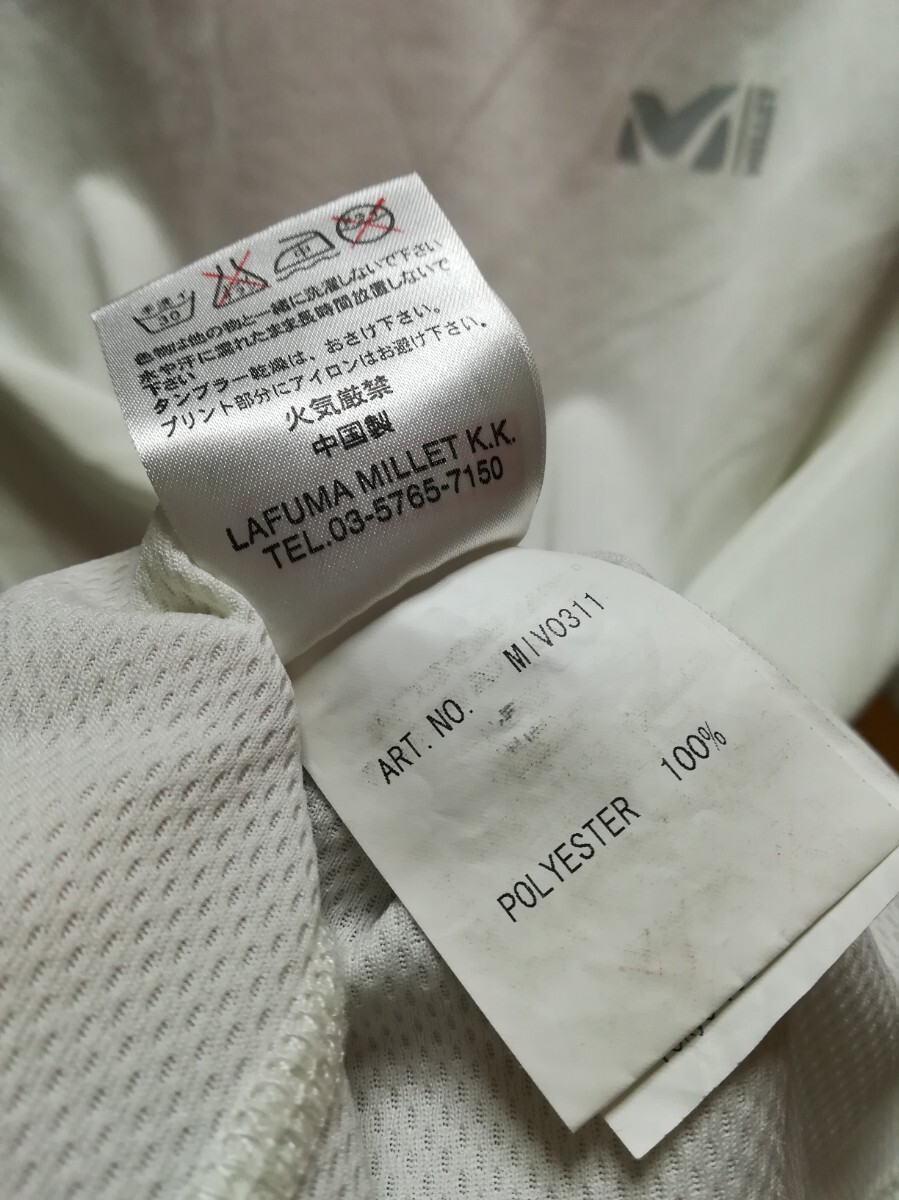 30
中
色物は他の物と一緒に洗濯しないで下さい
水や汗に濡れたまま長時間放置しないで
下さい
タンブラー乾燥は、おさけ下さい。
プリント部分にアイロンはお避け下さい。
火気厳禁
中国製
LAFUMA MILLET K.K.
TEL.03-5765-7150
ART. NO. MIV0311
POLYESTER 100%